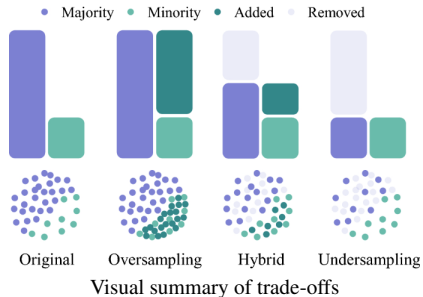 Majority Minority Added Removed
Original Oversampling Hybrid Undersampling
Visual summary of trade-offs